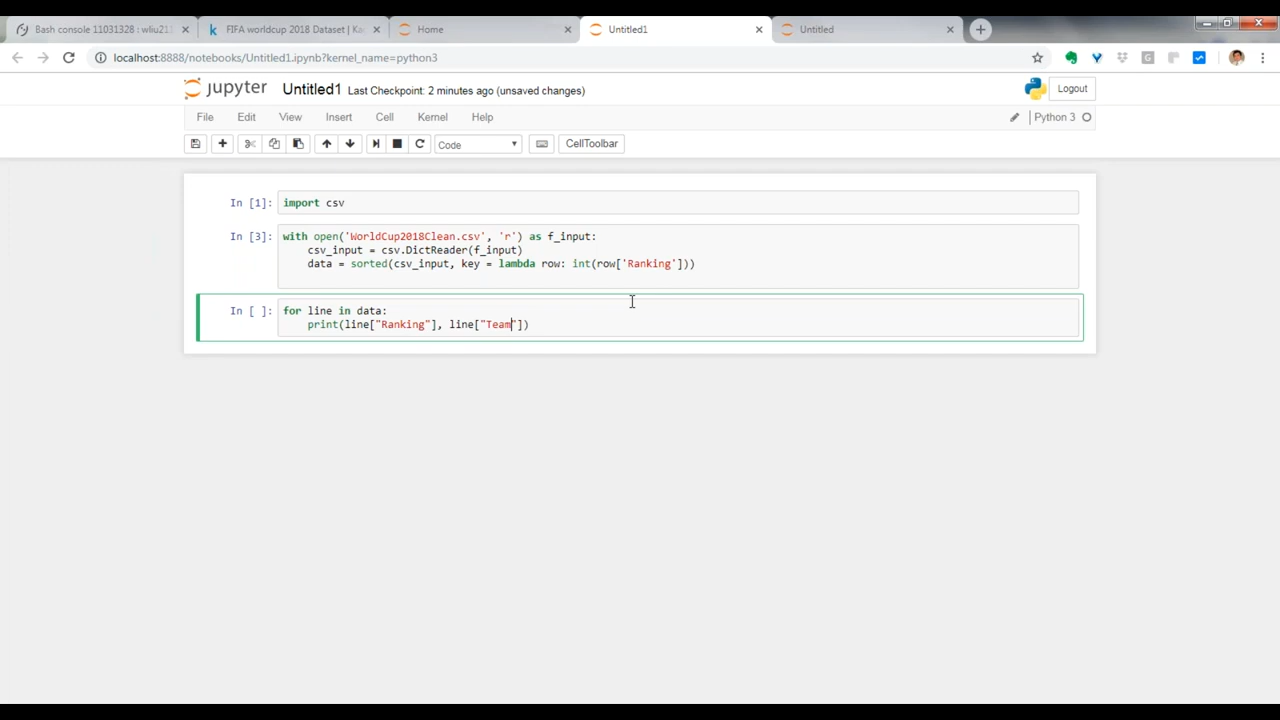 Bash console 11031328 : wliu21
FIFA worldcup 2018 Dataset | Ka
Home
Untitled1
Untitled
localhost:8888/notebooks/Untitled1.ipynb?kernel_name=python3
jupyter Untitled1 Last Checkpoint: 2 minutes ago (unsaved changes)
Logout
File Edit View Insert Cell Kernel Help
Python 3
Code
CellToolbar
In [1]: import csv
In [3]: with open('WorldCup2018Clean.csv', 'r') as f_input:
csv_input = csv.DictReader(f_input)
data = sorted(csv_input, key = lambda row: int(row['Ranking']))
In [ ]: for line in data:
print(line["Ranking"], line["Team"])